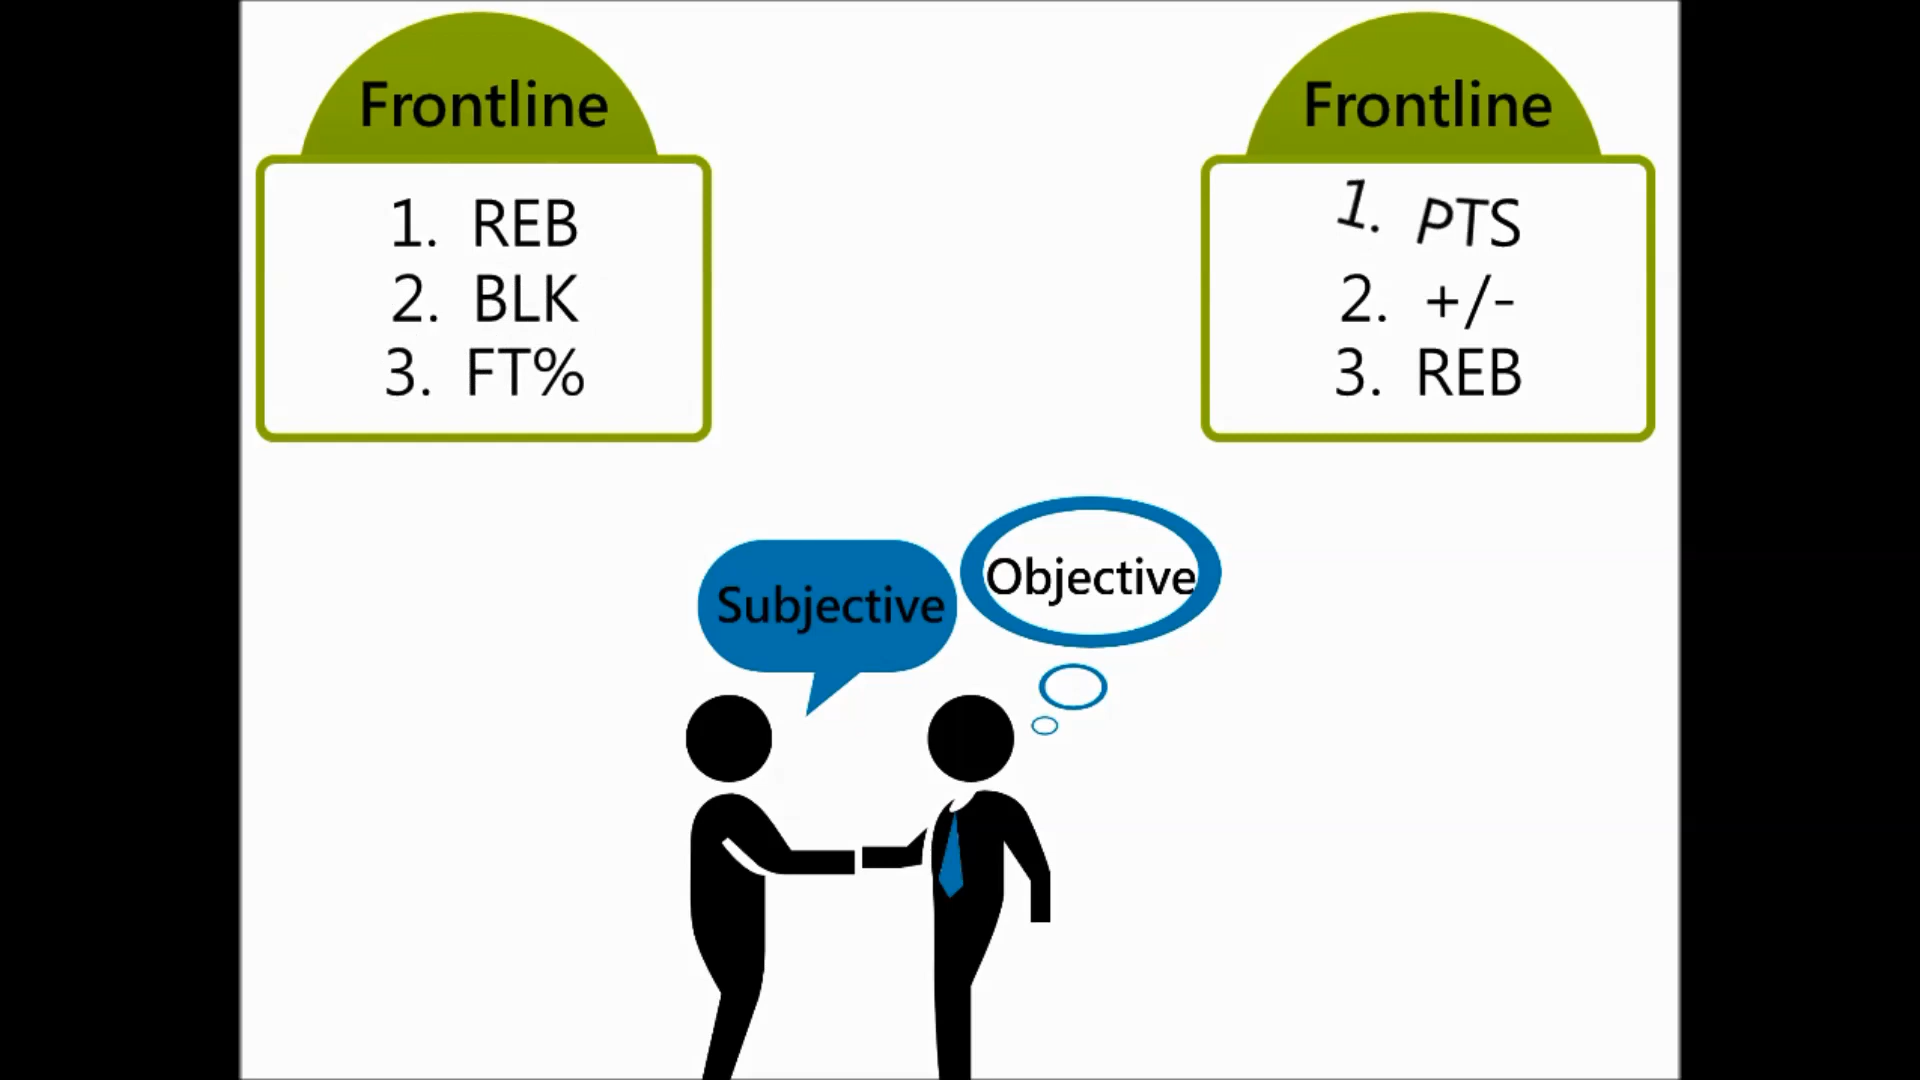 Frontline
1. REB
2. BLK
3. FT%
Frontline
1. PTS
2. +/-
3. REB
Subjective
Objective